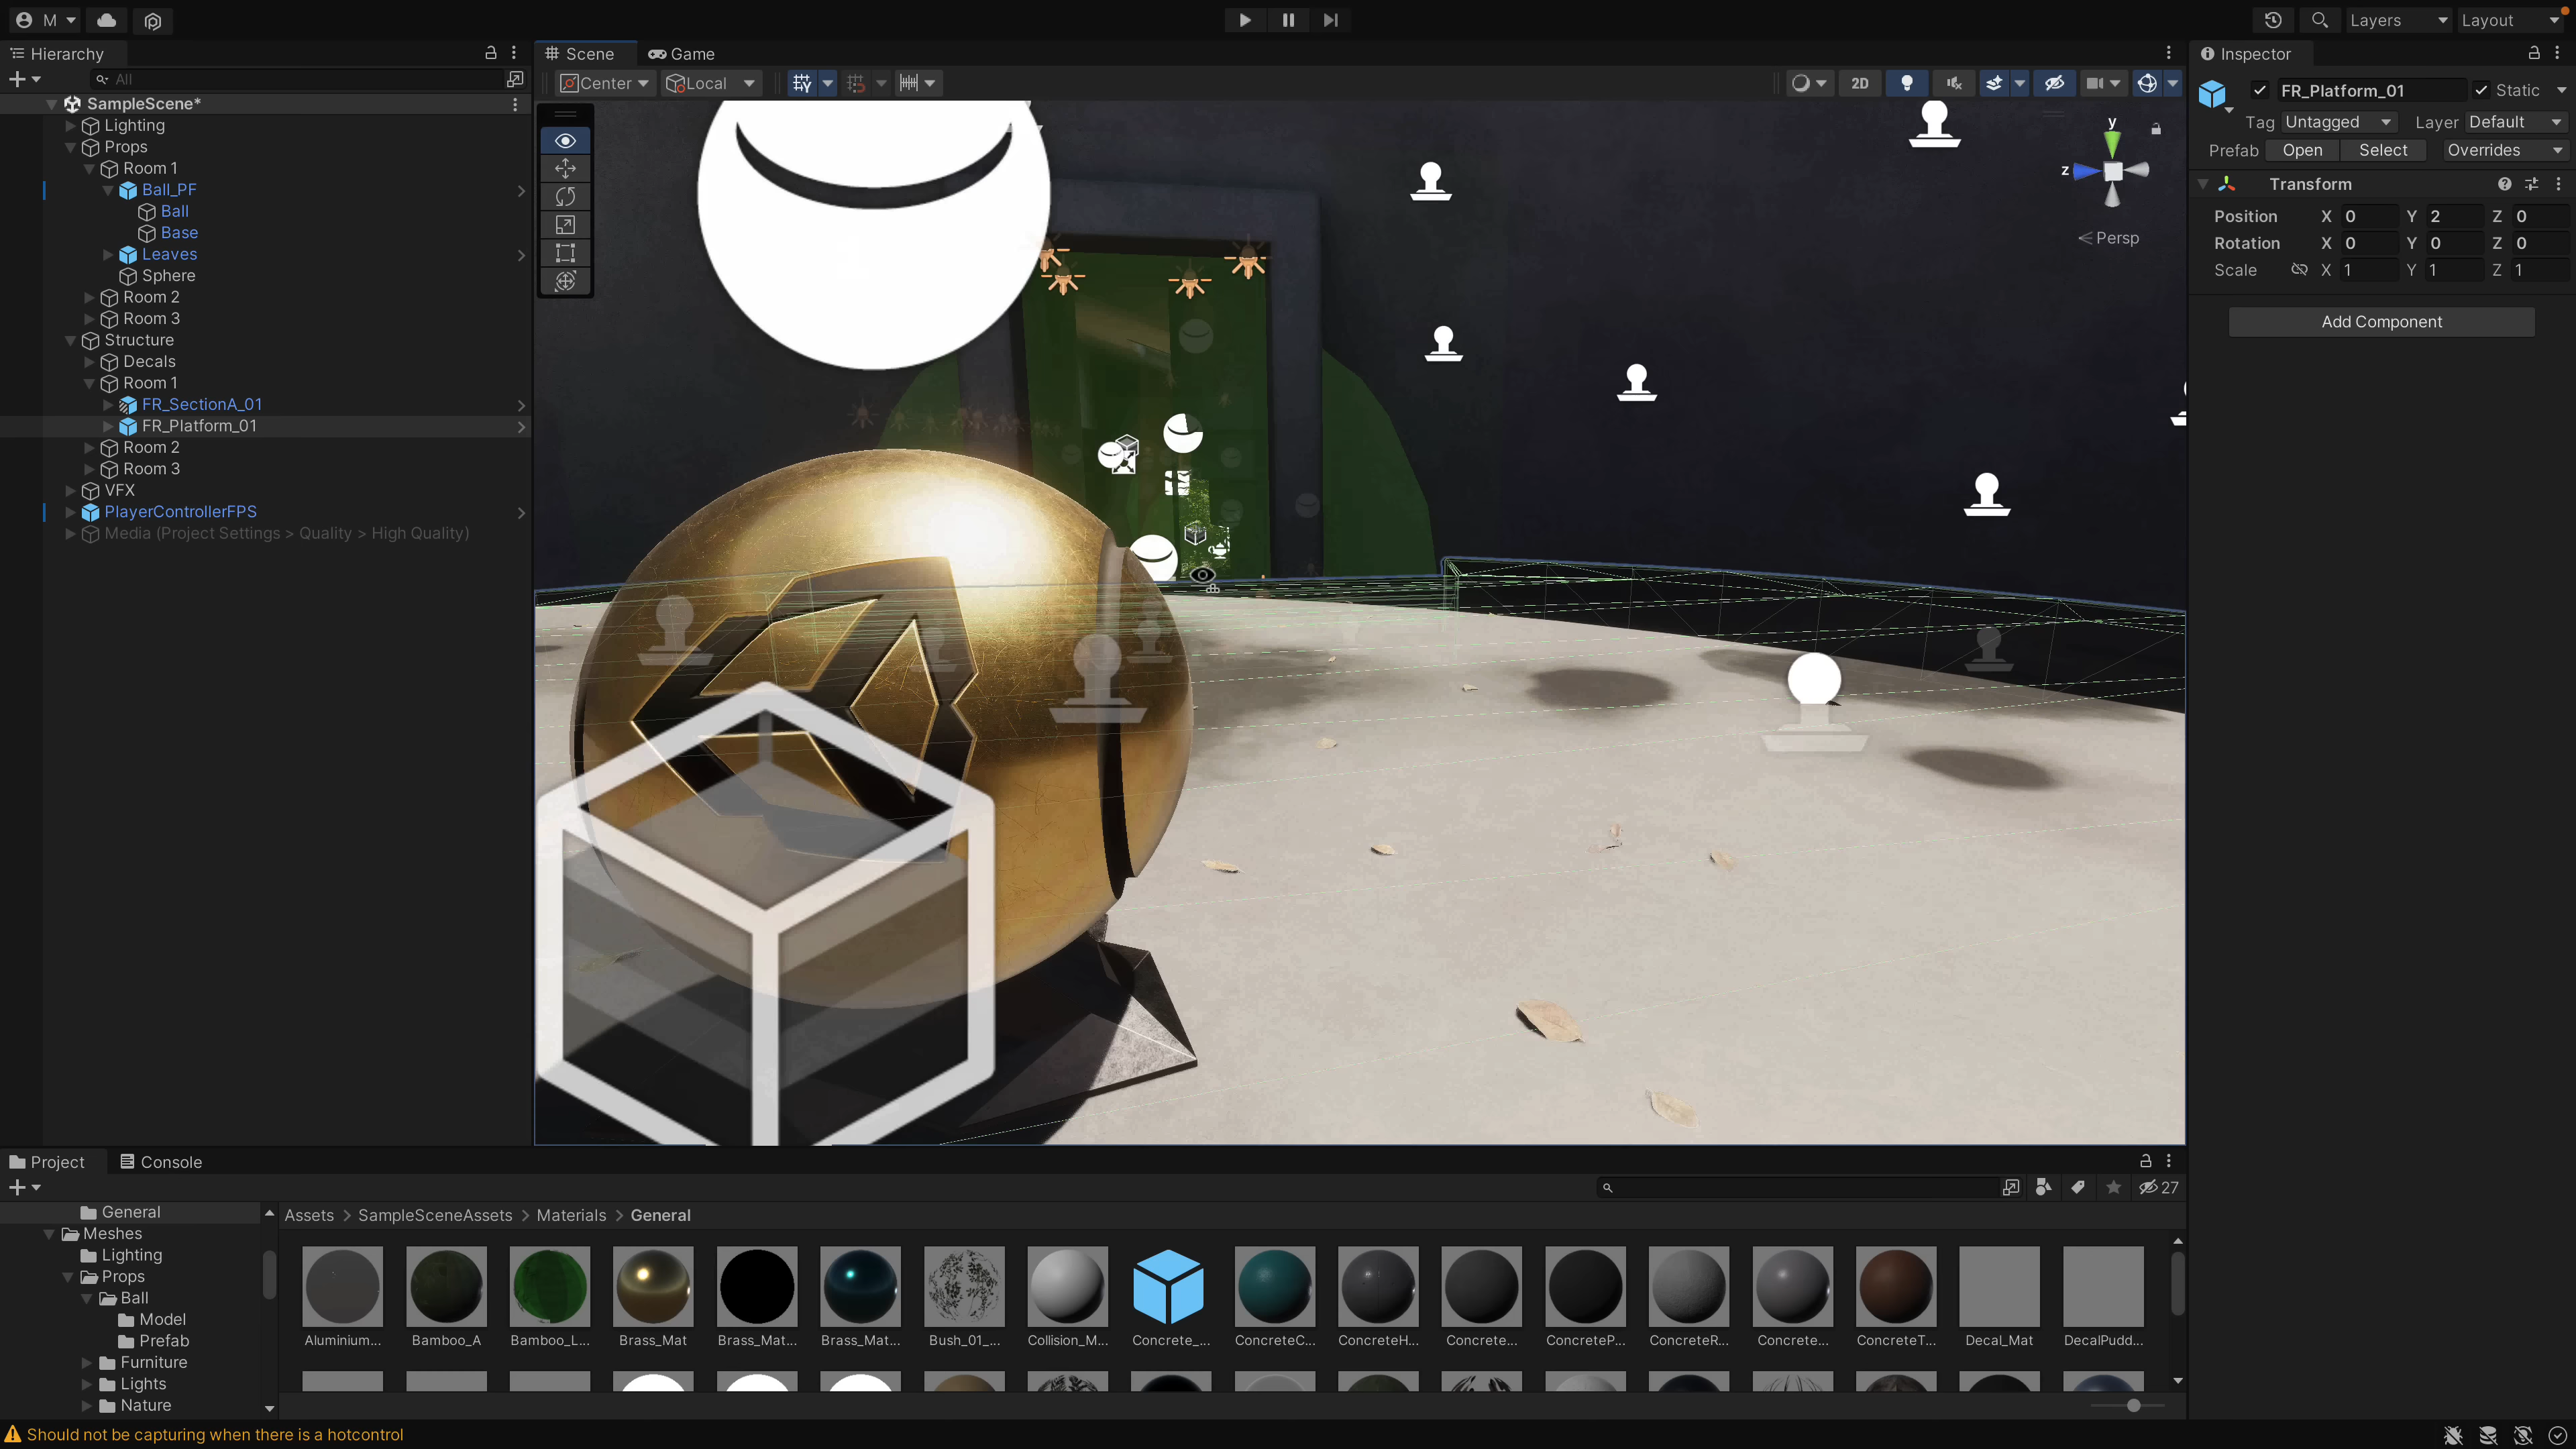 M
Layers
Layout
Hierarchy
All
SampleScene*
Lighting
Props
Room 1
Ball_PF
Ball
Base
Leaves
Sphere
Room 2
Room 3
Structure
Decals
Room 1
FR_SectionA_01
FR_Platform_01
Room 2
Room 3
VFX
PlayerControllerFPS
Media (Project Settings > Quality > High Quality)
Scene
Game
Center
Local
2D
y
z
Persp
Inspector
FR_Platform_01
Static
Tag Untagged Layer Default
Prefab Open Select Overrides
Transform
Position X 0 Y 2 Z 0
Rotation X 0 Y 0 Z 0
Scale X 1 Y 1 Z 1
Add Component
Project
Console
27
General
Meshes
Lighting
Props
Ball
Model
Prefab
Furniture
Lights
Nature
Assets > SampleSceneAssets > Materials > General
Aluminium...
Bamboo_A
Bamboo_L...
Brass_Mat
Brass_Mat...
Brass_Mat...
Bush_01_...
Collision_M...
Concrete_...
ConcreteC...
ConcreteH...
Concrete...
ConcreteP...
ConcreteR...
Concrete...
ConcreteT...
Decal_Mat
DecalPudd...
Should not be capturing when there is a hotcontrol